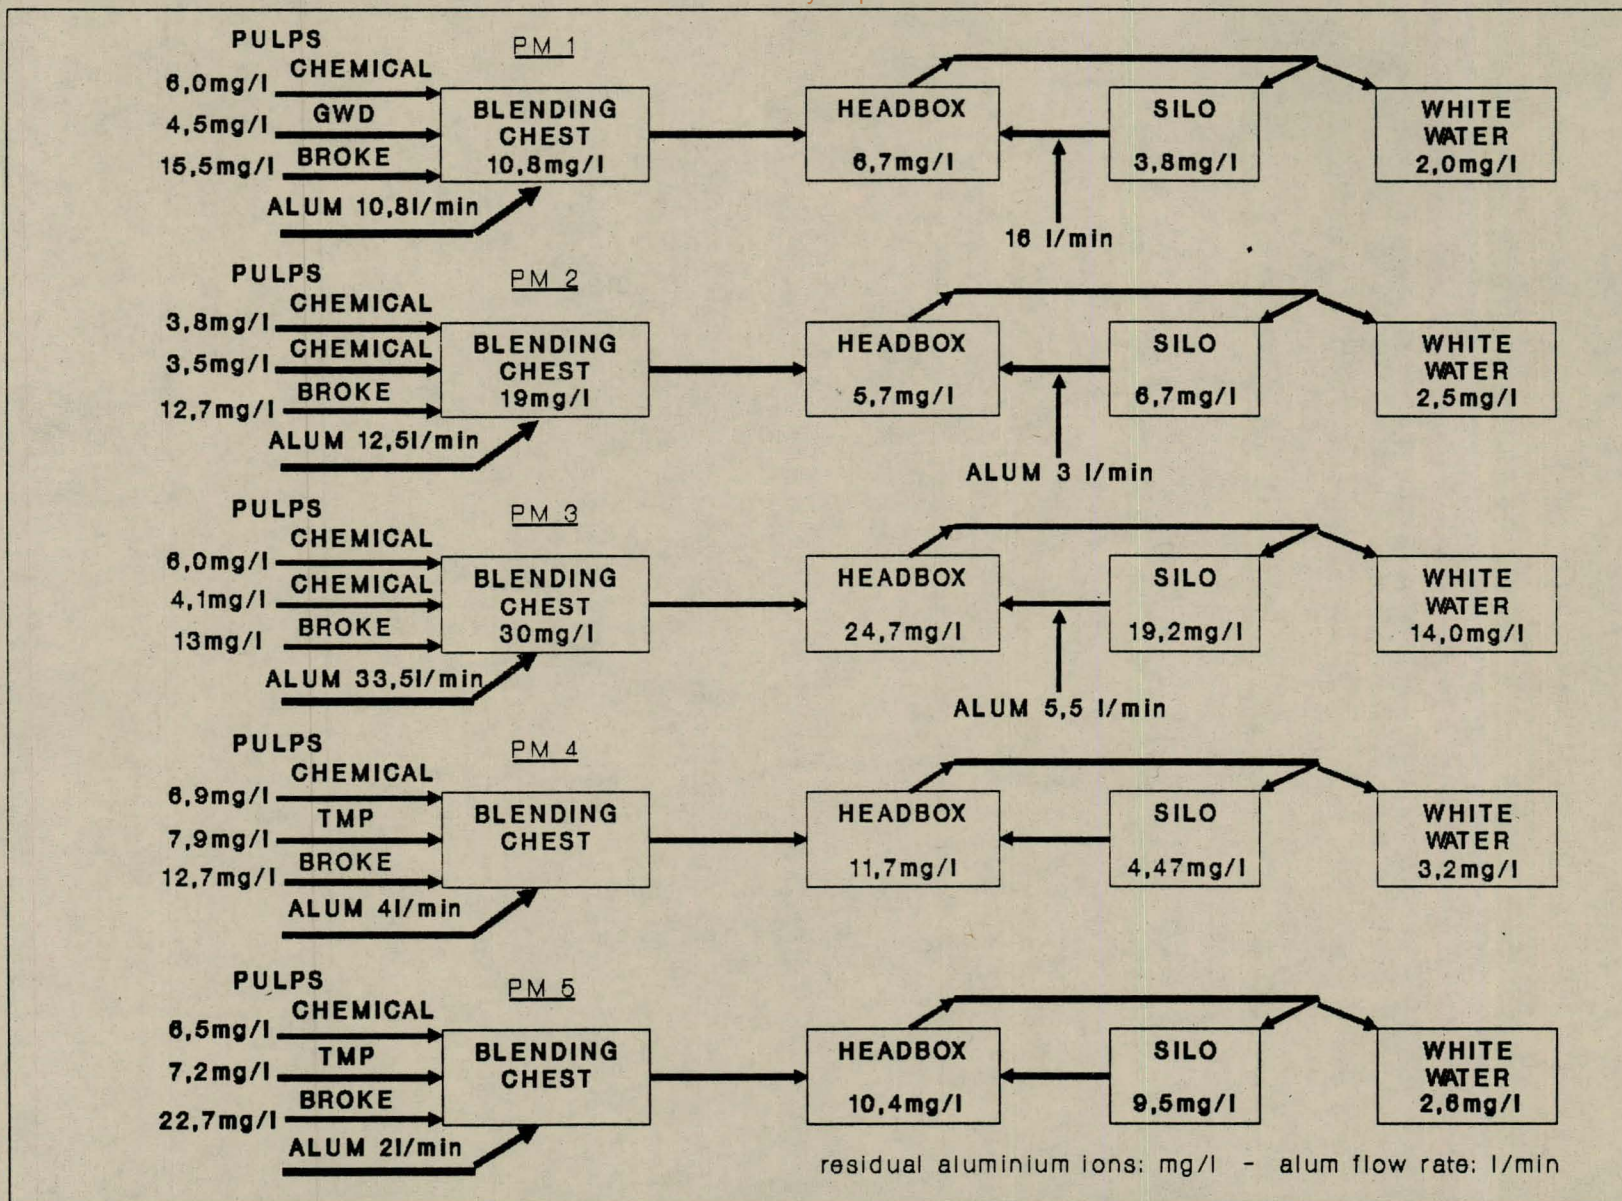 PULPS
PM 1
CHEMICAL
6,0mg/l
GWD
4,5mg/l
BROKE
15,5mg/l
ALUM 10,8l/min
BLENDING
CHEST
10,8mg/l
HEADBOX
6,7mg/l
16 l/min
SILO
3,8mg/l
WHITE
WATER
2,0mg/l
PULPS
PM 2
CHEMICAL
3,8mg/l
CHEMICAL
3,5mg/l
BROKE
12,7mg/l
ALUM 12,5l/min
BLENDING
CHEST
19mg/l
HEADBOX
5,7mg/l
ALUM 3 l/min
SILO
6,7mg/l
WHITE
WATER
2,5mg/l
PULPS
PM 3
CHEMICAL
6,0mg/l
CHEMICAL
4,1mg/l
BROKE
13mg/l
ALUM 33,5l/min
BLENDING
CHEST
30mg/l
HEADBOX
24,7mg/l
ALUM 5,5 l/min
SILO
19,2mg/l
WHITE
WATER
14,0mg/l
PULPS
PM 4
CHEMICAL
6,9mg/l
TMP
7,9mg/l
BROKE
12,7mg/l
ALUM 4l/min
BLENDING
CHEST
HEADBOX
11,7mg/l
SILO
4,47mg/l
WHITE
WATER
3,2mg/l
PULPS
PM 5
CHEMICAL
6,5mg/l
TMP
7,2mg/l
BROKE
22,7mg/l
ALUM 2l/min
BLENDING
CHEST
HEADBOX
10,4mg/l
SILO
9,5mg/l
WHITE
WATER
2,6mg/l
residual aluminium ions: mg/l - alum flow rate: l/min